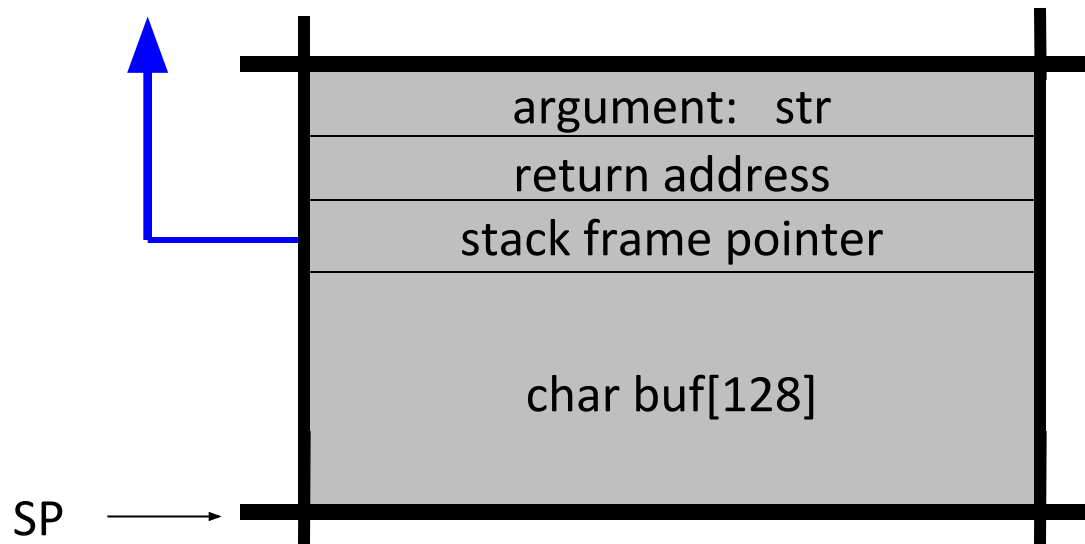 argument: str
return address
stack frame pointer
char buf[128]
SP